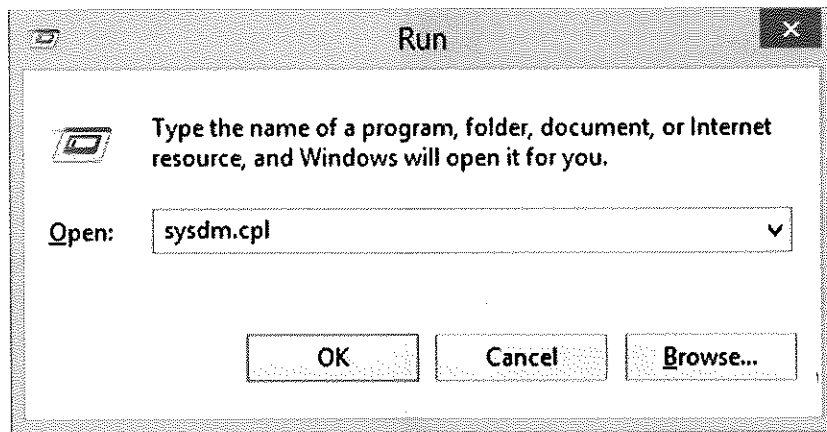 Run
Type the name of a program, folder, document, or Internet
resource, and Windows will open it for you.
Open: sysdm.cpl
OK Cancel Browse...